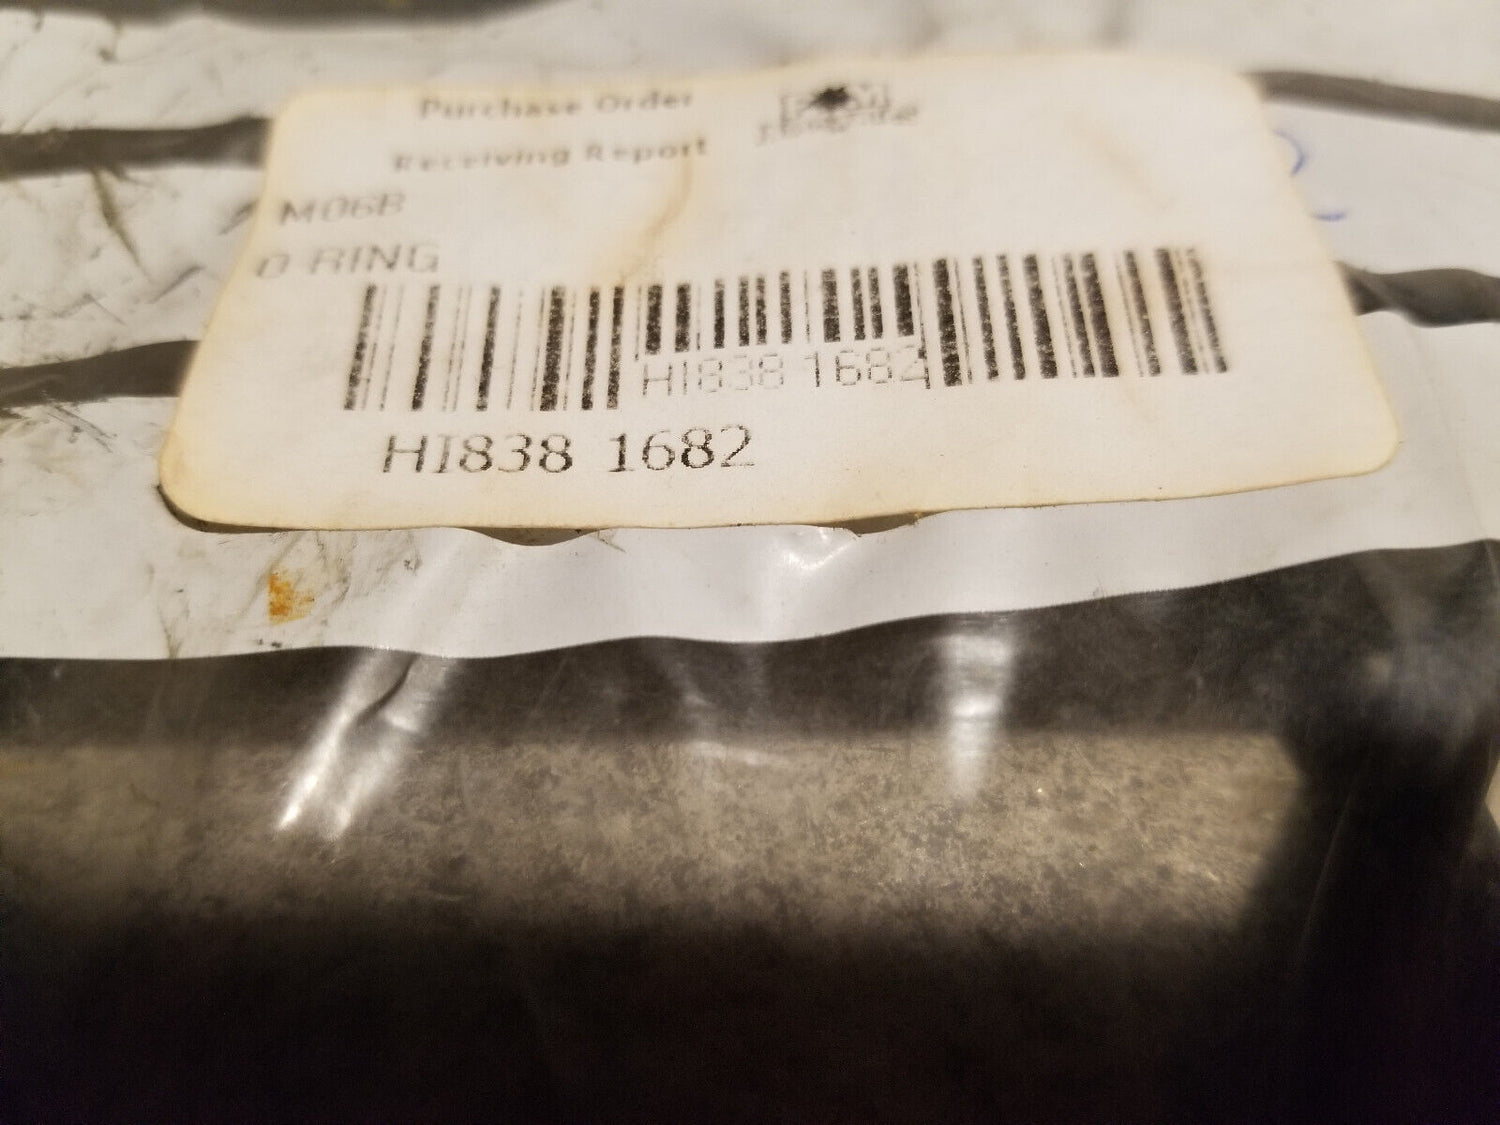 Purchase Order
Receiving Report
M06B
O RING
HI838 1682
HI838 1682